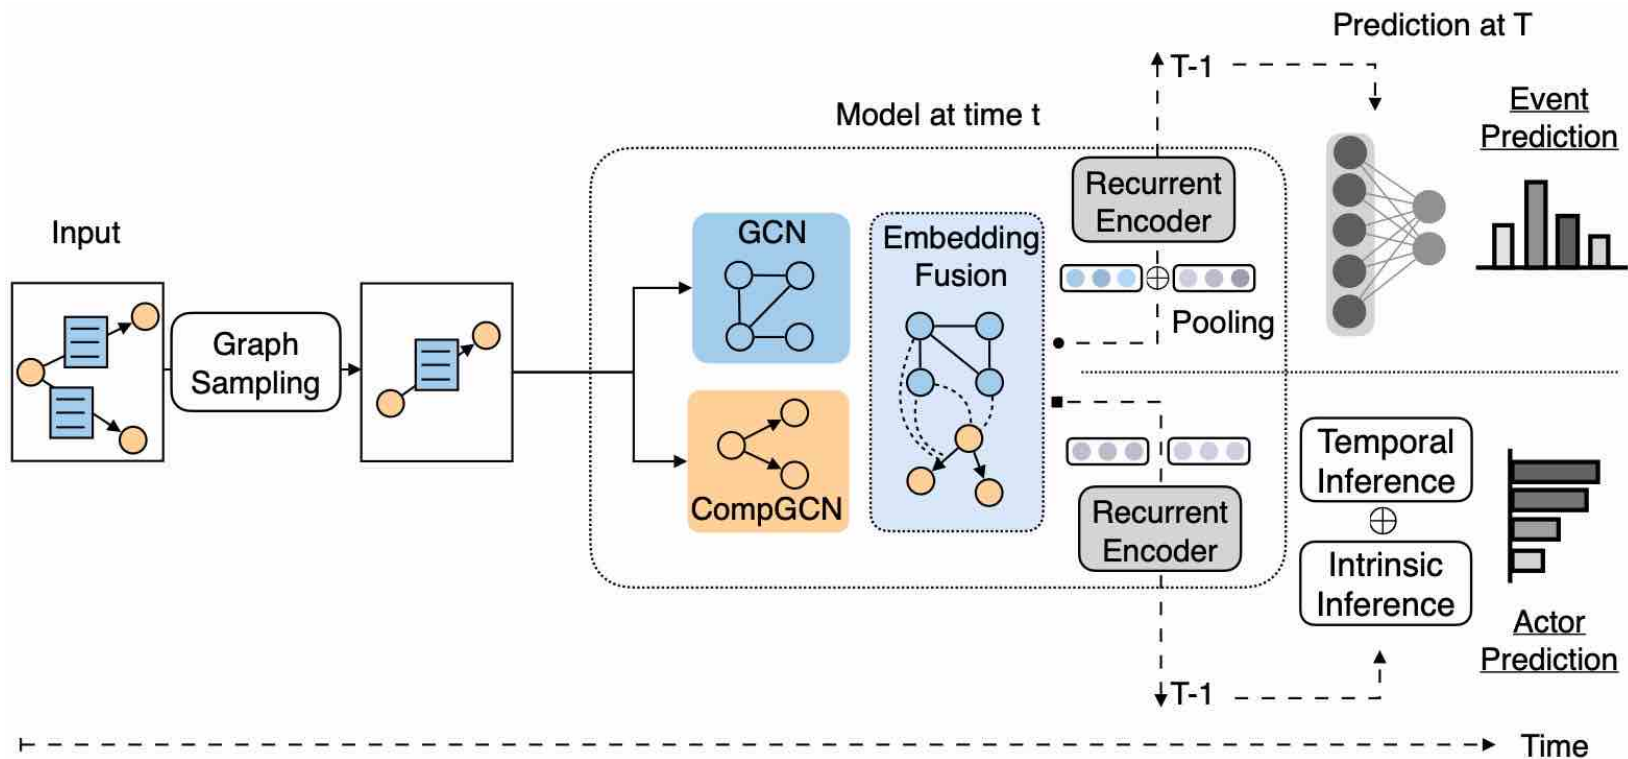 Prediction at T
T-1
Event
Prediction
Model at time t
Recurrent
Encoder
Input
GCN
Embedding
Fusion
Pooling
Graph
Sampling
CompGCN
Recurrent
Encoder
Temporal
Inference
Intrinsic
Inference
Actor
Prediction
T-1
Time